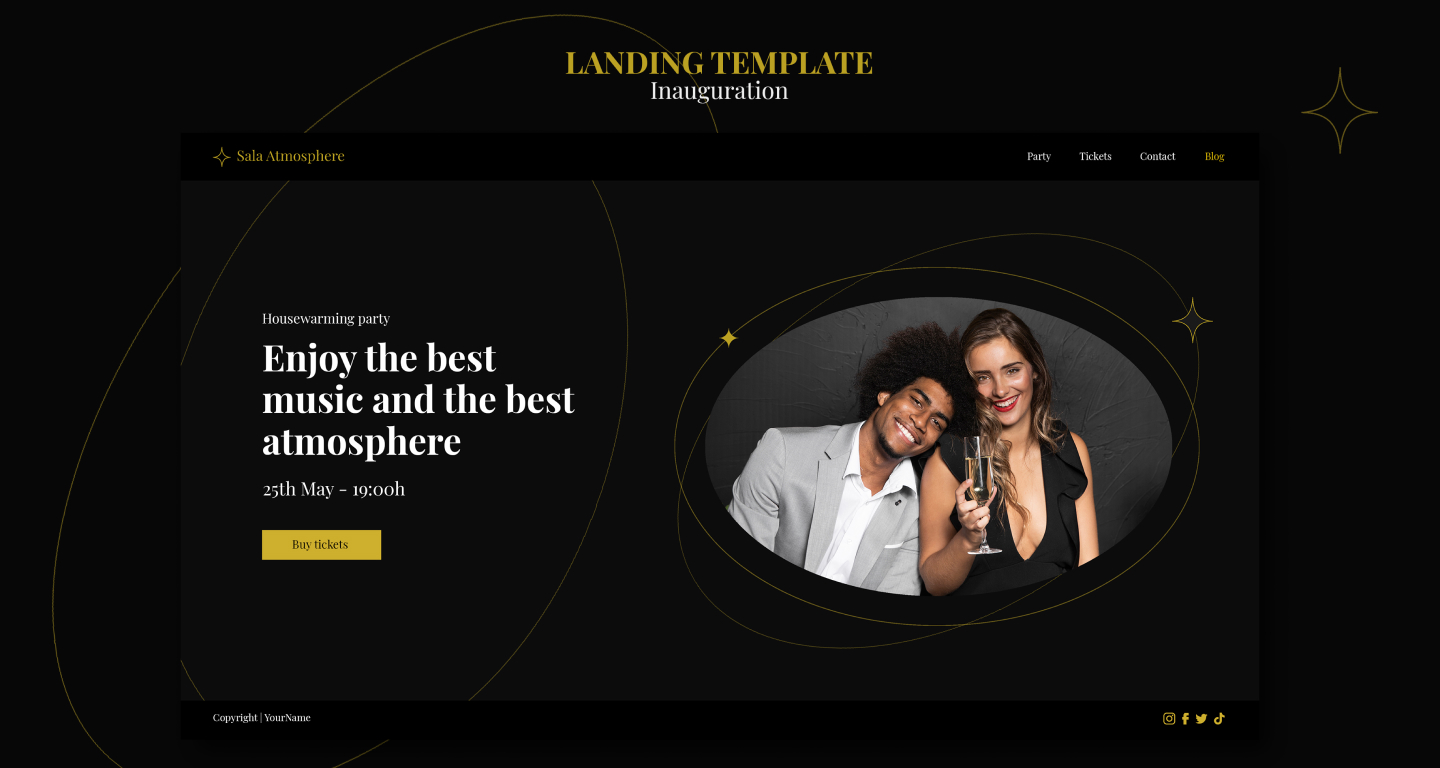 LANDING TEMPLATE
Inauguration
Sala Atmosphere
Party Tickets Contact Blog
Housewarming party
Enjoy the best
music and the best
atmosphere
25th May - 19:00h
Buy tickets
Copyright | YourName